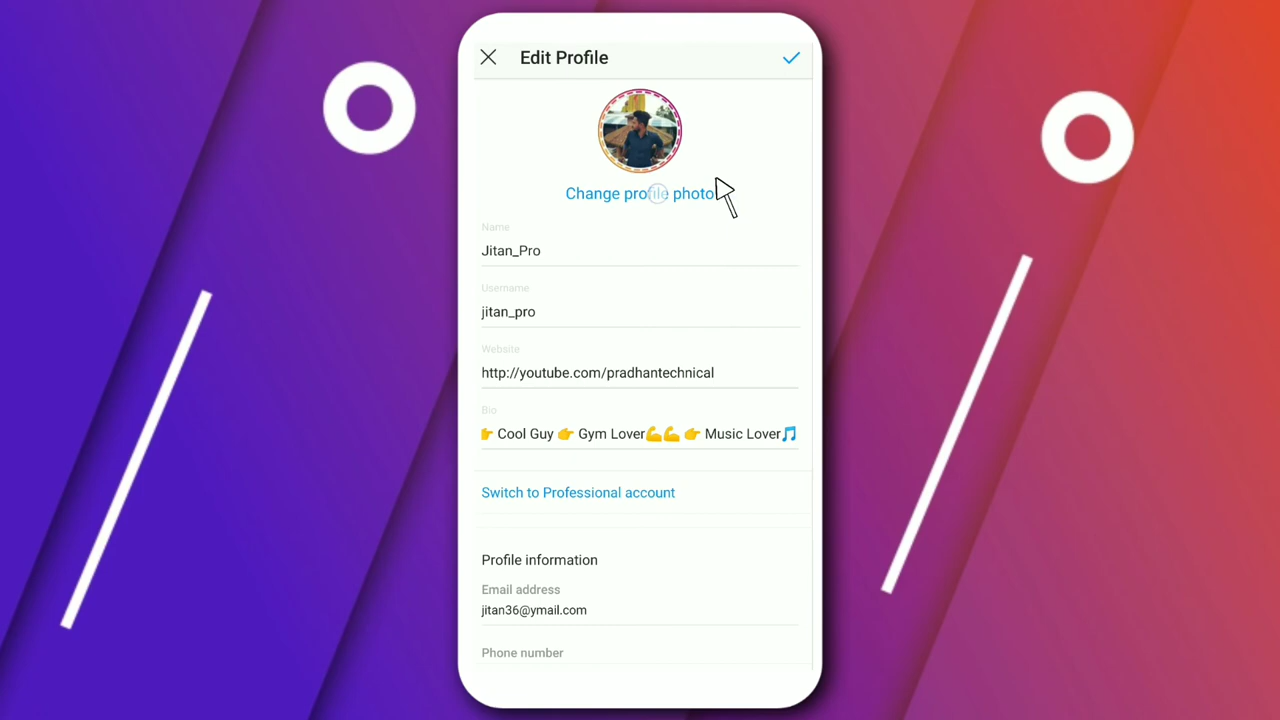 Edit Profile
Change profile photo
Name
Jitan_Pro
Username
jitan_pro
Website
http://youtube.com/pradhantechnical
Bio
👉 Cool Guy 👉 Gym Lover💪💪 👉 Music Lover🎵
Switch to Professional account
Profile information
Email address
jitan36@ymail.com
Phone number